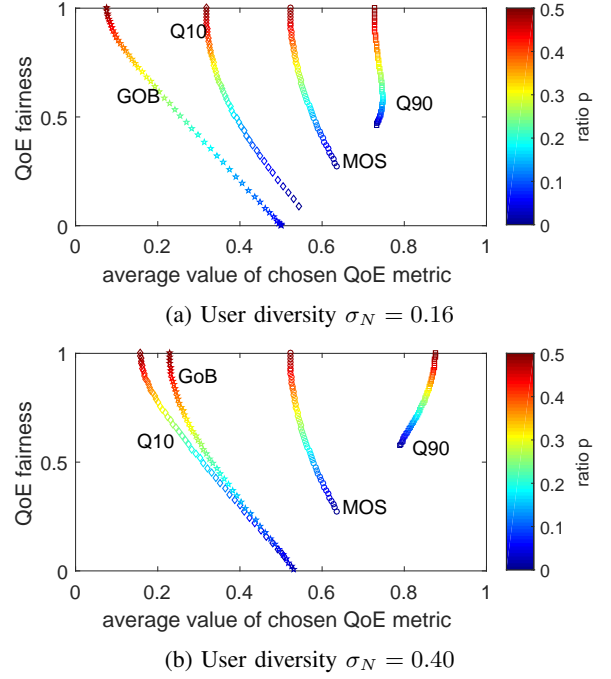 1
0.5
0
QoE fairness
Q10
GOB
Q90
MOS
0 0.2 0.4 0.6 0.8 1
average value of chosen QoE metric
0.5
0.4
0.3
0.2
0.1
0
ratio p
(a) User diversity σN = 0.16
1
0.5
0
QoE fairness
GoB
Q10
Q90
MOS
0 0.2 0.4 0.6 0.8 1
average value of chosen QoE metric
0.5
0.4
0.3
0.2
0.1
0
ratio p
(b) User diversity σN = 0.40